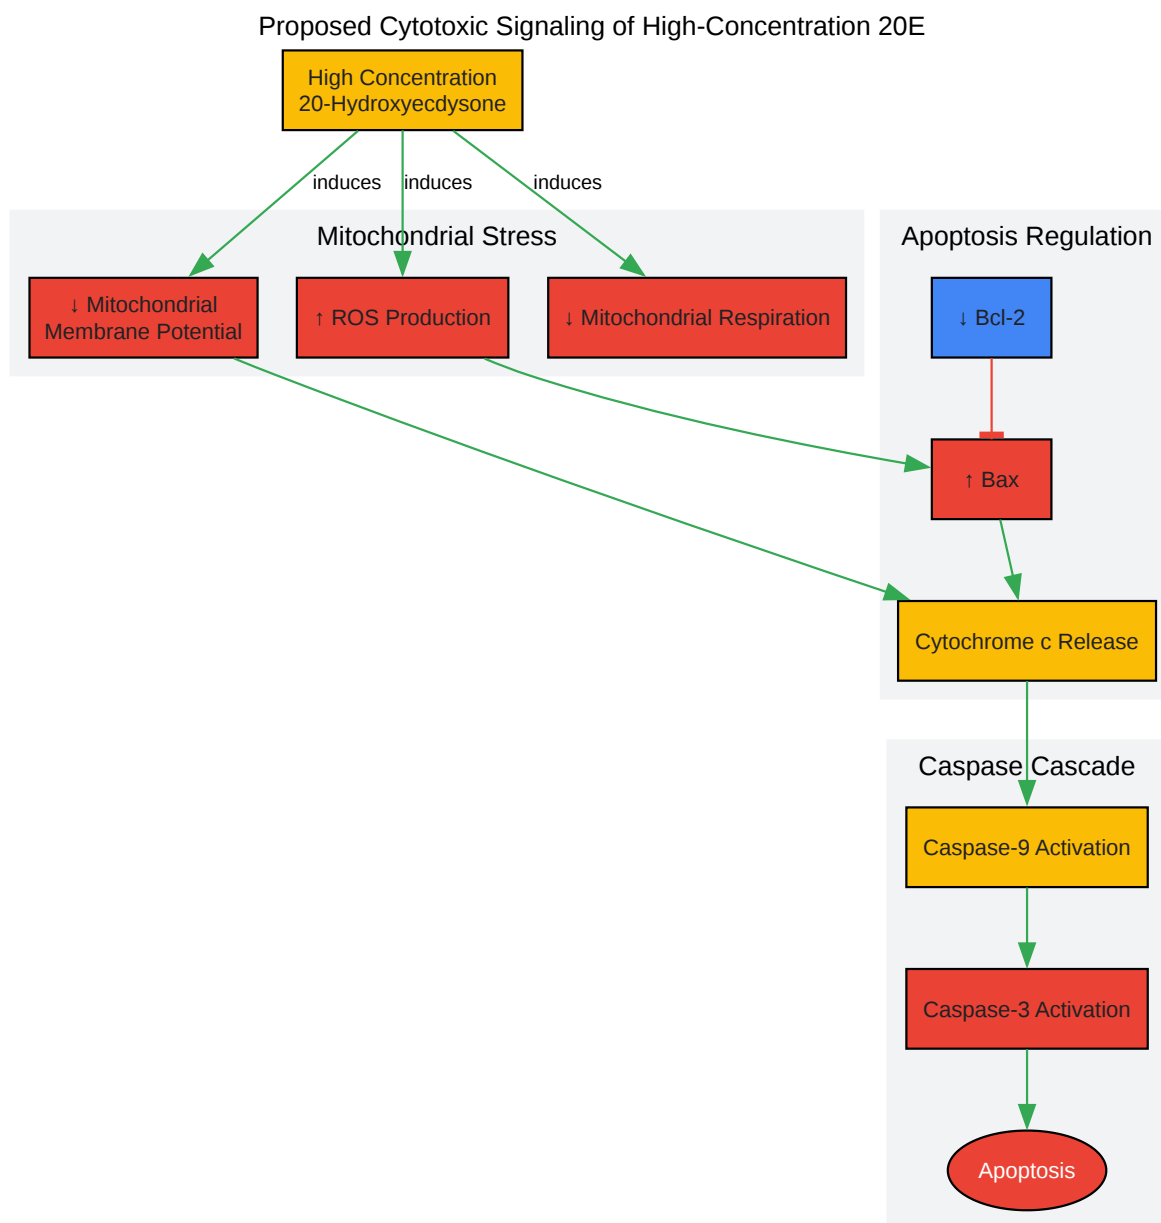 Proposed Cytotoxic Signaling of High-Concentration 20E
High Concentration
20-Hydroxyecdysone
induces
induces
induces
Mitochondrial Stress
↓ Mitochondrial
Membrane Potential
↑ ROS Production
↓ Mitochondrial Respiration
Apoptosis Regulation
↓ Bcl-2
↑ Bax
Cytochrome c Release
Caspase Cascade
Caspase-9 Activation
Caspase-3 Activation
Apoptosis